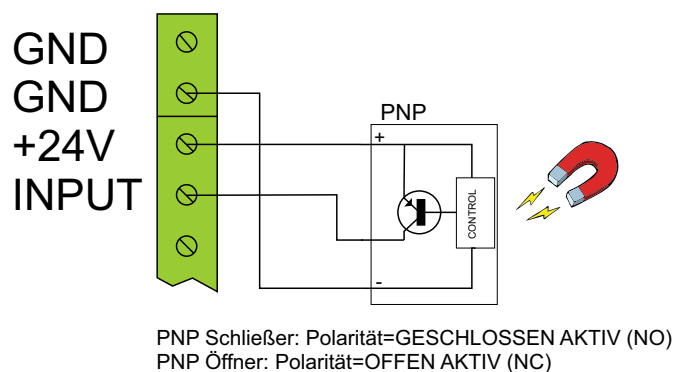 GND
GND
+24V
INPUT
PNP
+
CONTROL
-
PNP Schließer: Polarität=GESCHLOSSEN AKTIV (NO)
PNP Öffner: Polarität=OFFEN AKTIV (NC)